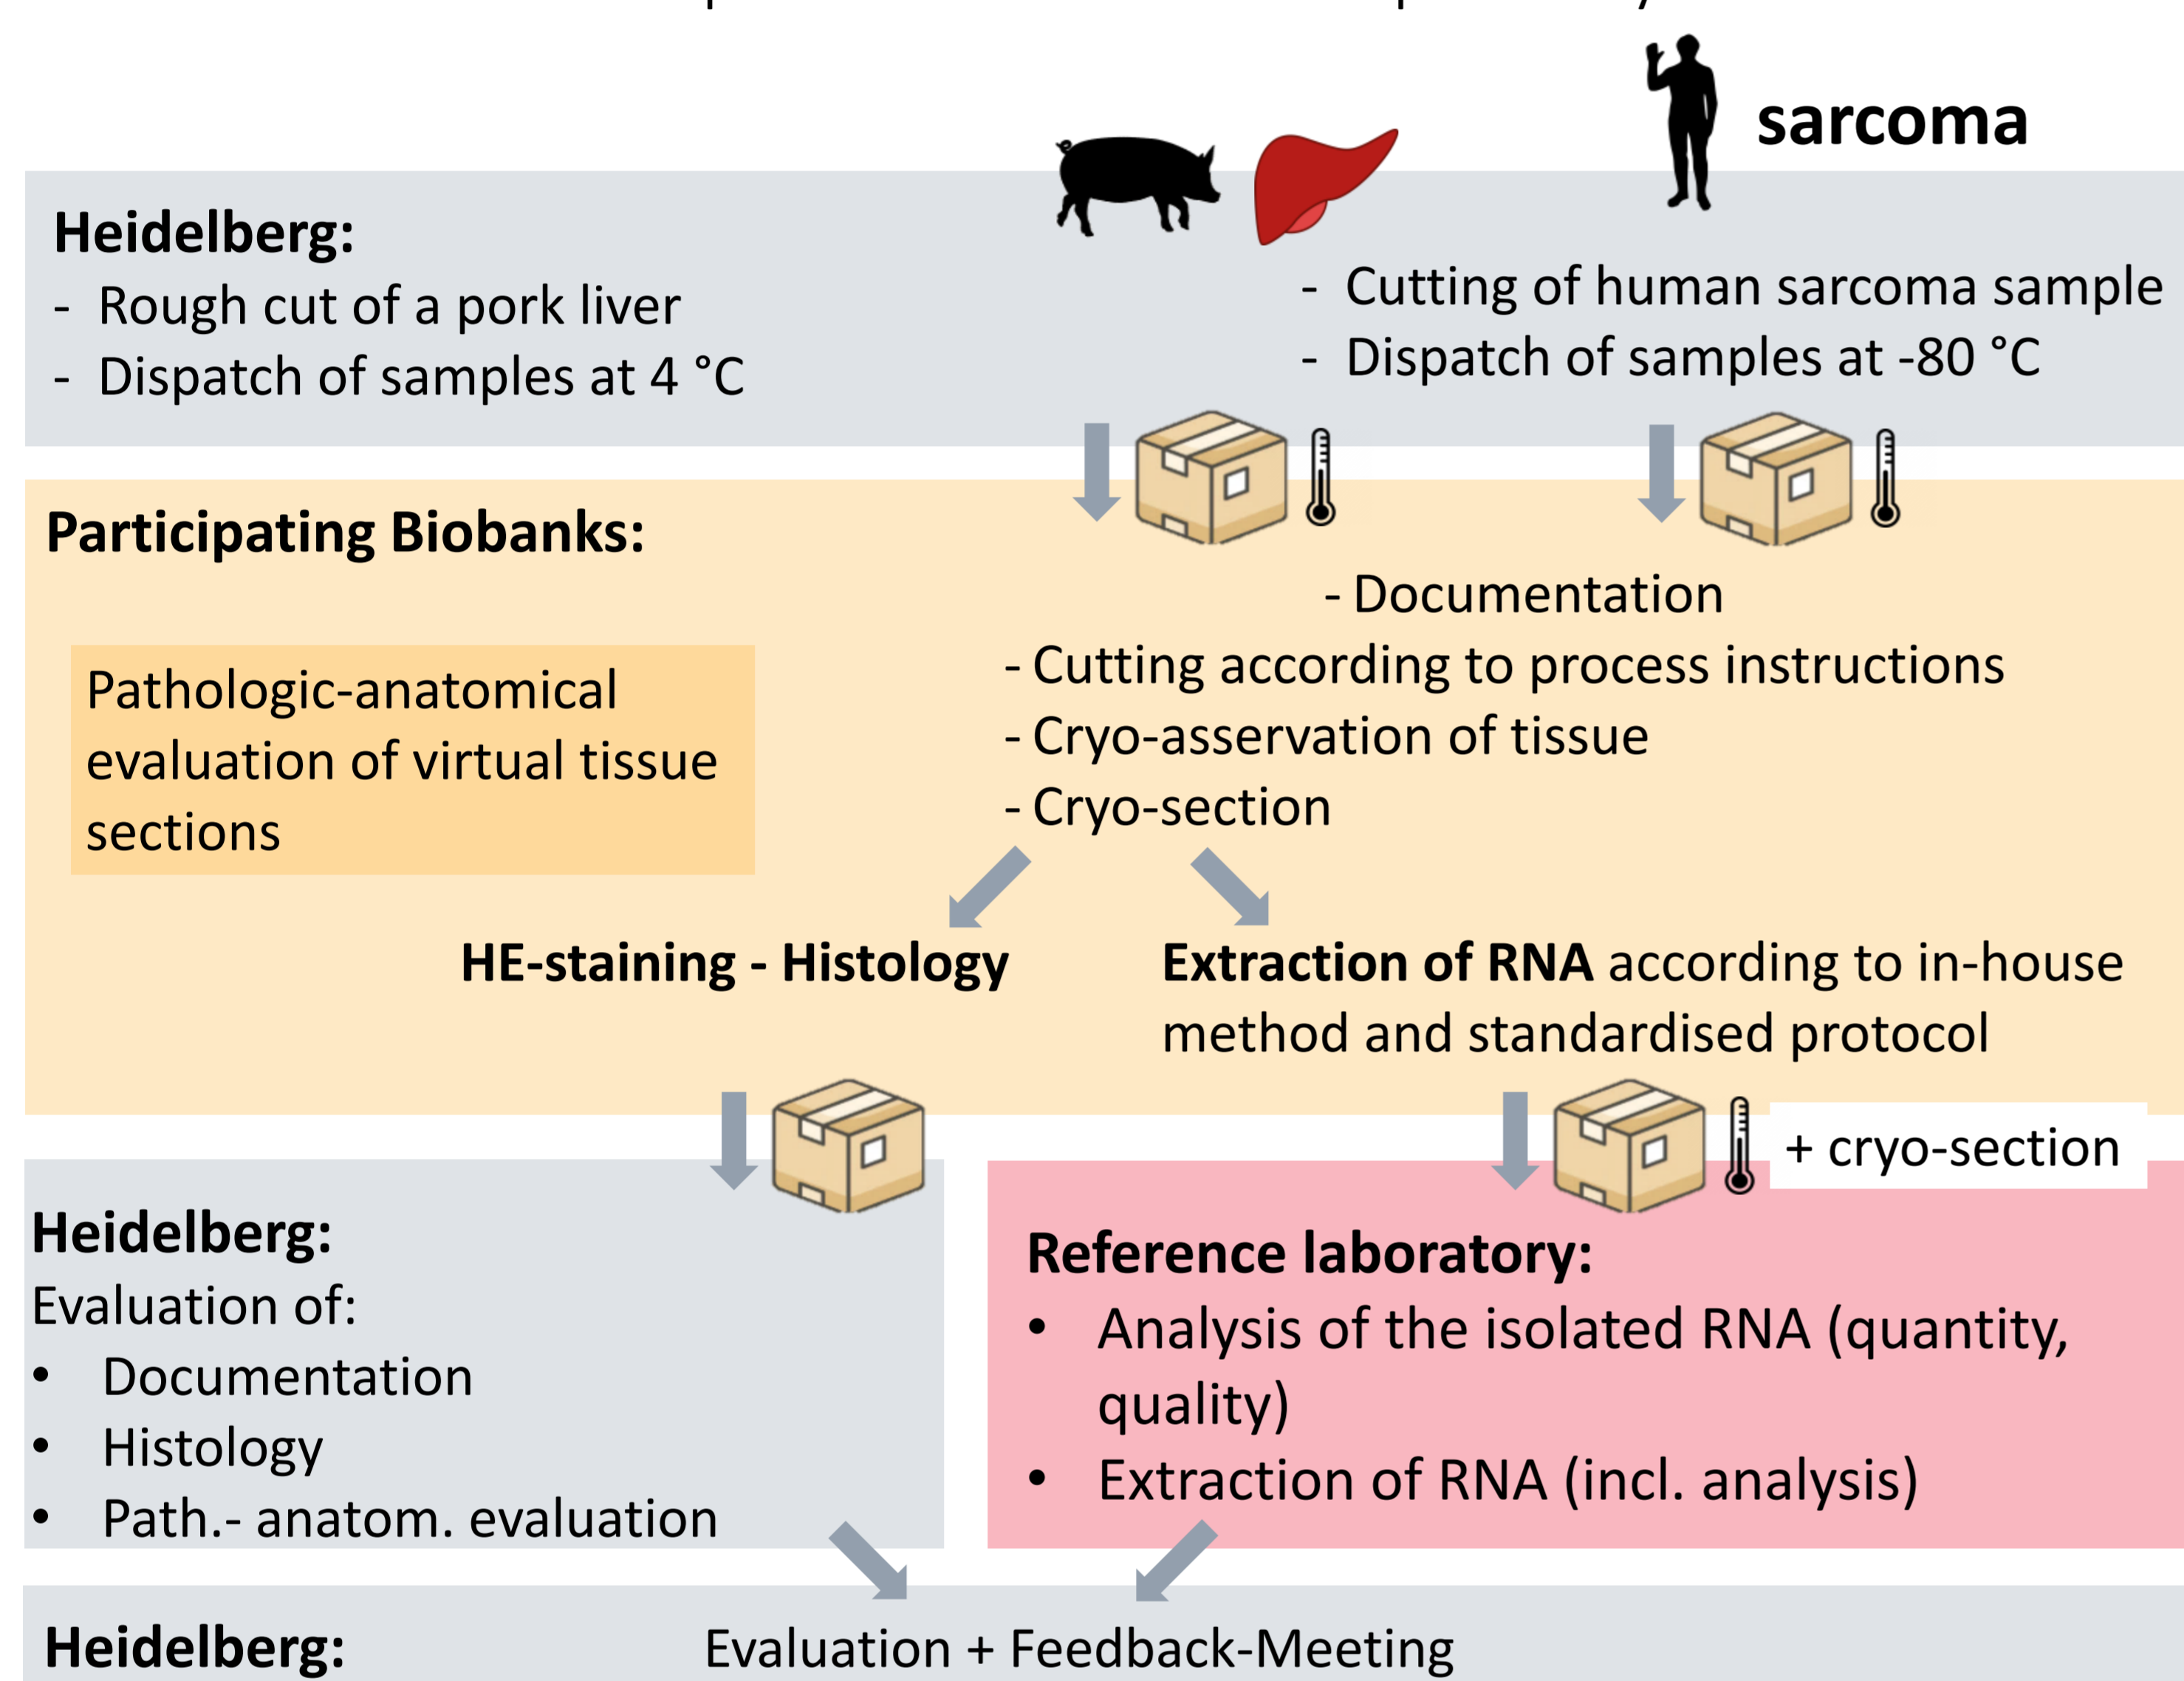 sarcoma
Heidelberg:
- Rough cut of a pork liver
- Dispatch of samples at 4 °C
- Cutting of human sarcoma sample
- Dispatch of samples at -80 °C
Participating Biobanks:
Pathologic-anatomical
evaluation of virtual tissue
sections
- Documentation
- Cutting according to process instructions
- Cryo-asservation of tissue
- Cryo-section
HE-staining - Histology
Extraction of RNA according to in-house
method and standardised protocol
+ cryo-section
Heidelberg:
Evaluation of:
• Documentation
• Histology
• Path.- anatom. evaluation
Reference laboratory:
• Analysis of the isolated RNA (quantity,
quality)
• Extraction of RNA (incl. analysis)
Heidelberg:
Evaluation + Feedback-Meeting